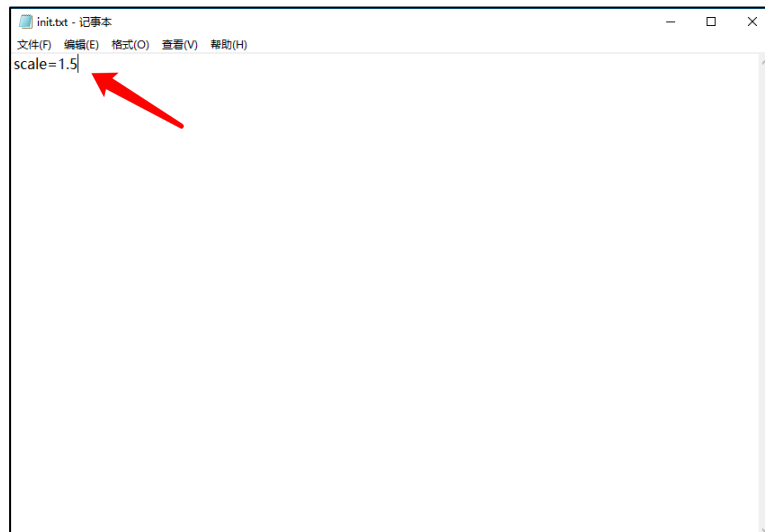 init.txt - 记事本
文件(F) 编辑(E) 格式(O) 查看(V) 帮助(H)
scale=1.5